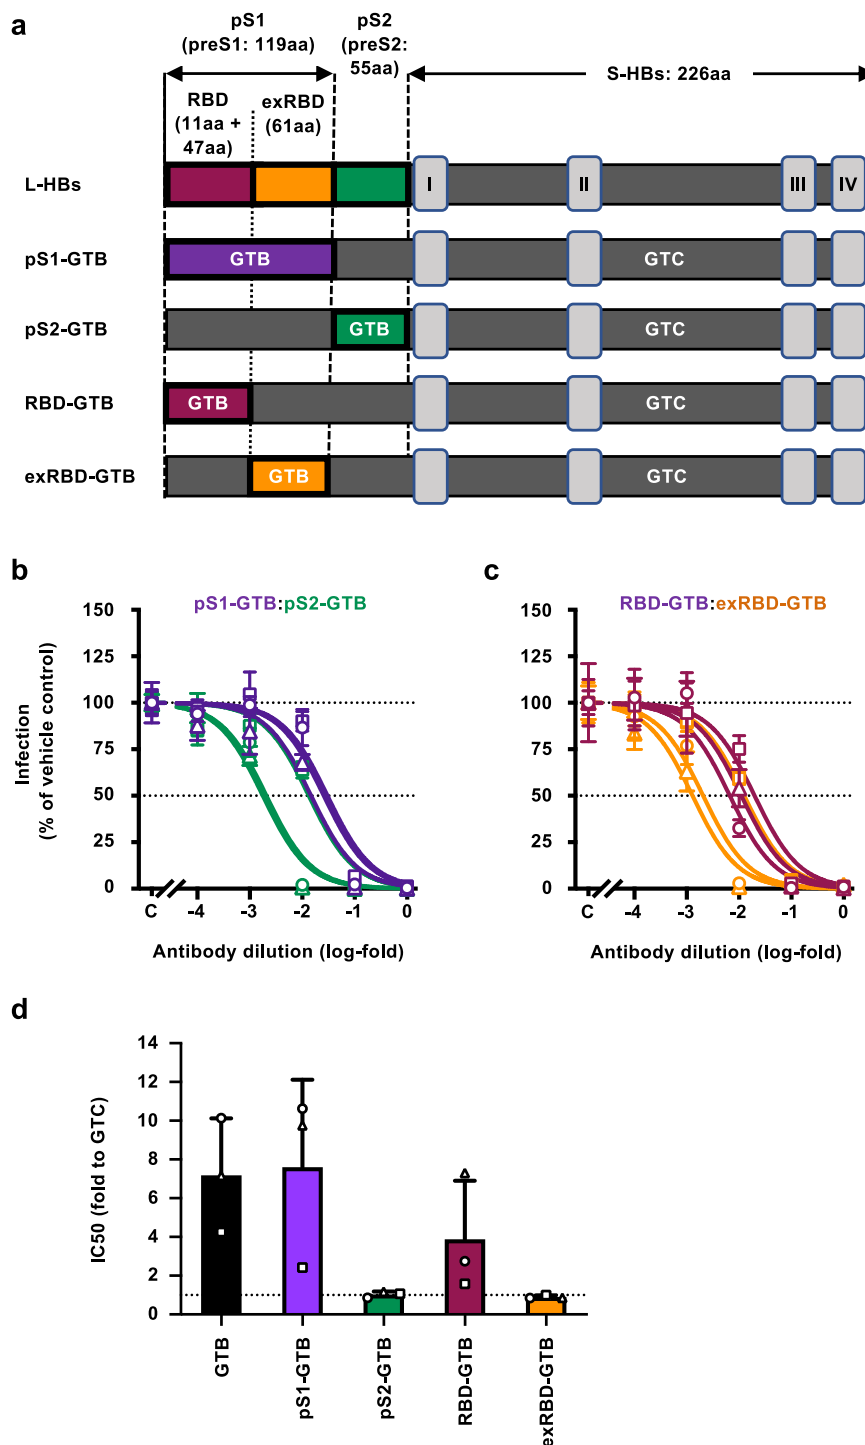 a
pS1
(preS1: 119aa)
pS2
(preS2:
55aa)
S-HBs: 226aa
RBD
(11aa +
47aa)
exRBD
(61aa)
L-HBs
I
II
III
IV
pS1-GTB
GTB
GTC
pS2-GTB
GTB
GTC
RBD-GTB
GTB
GTC
exRBD-GTB
GTB
GTC
b
pS1-GTB:pS2-GTB
Infection
(% of vehicle control)
150
125
100
75
50
25
0
C
-4
-3
-2
-1
0
Antibody dilution (log-fold)
c
RBD-GTB:exRBD-GTB
150
125
100
75
50
25
0
C
-4
-3
-2
-1
0
Antibody dilution (log-fold)
d
IC50 (fold to GTC)
14
12
10
8
6
4
2
0
GTB
pS1-GTB
pS2-GTB
RBD-GTB
exRBD-GTB